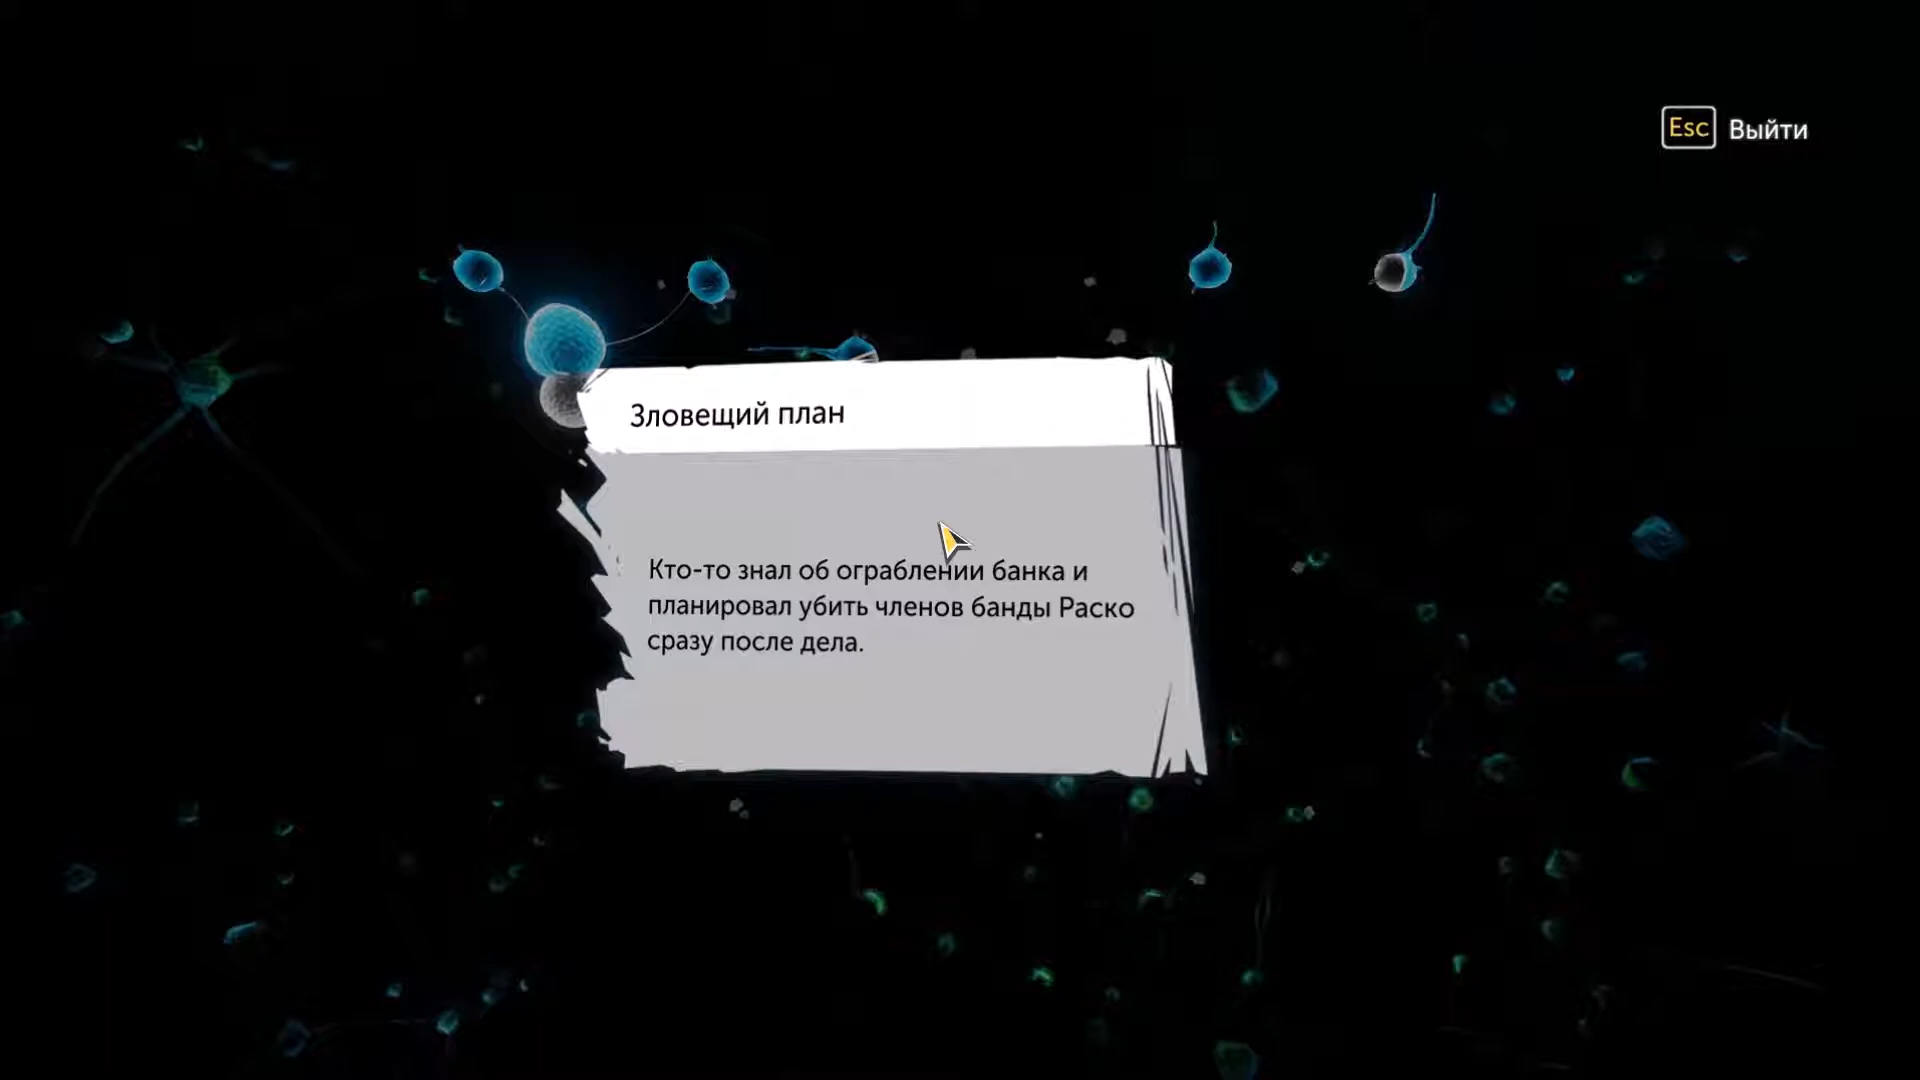 Esc Выйти
Зловещий план
Кто-то знал об ограблении банка и
планировал убить членов банды Раско
сразу после дела.